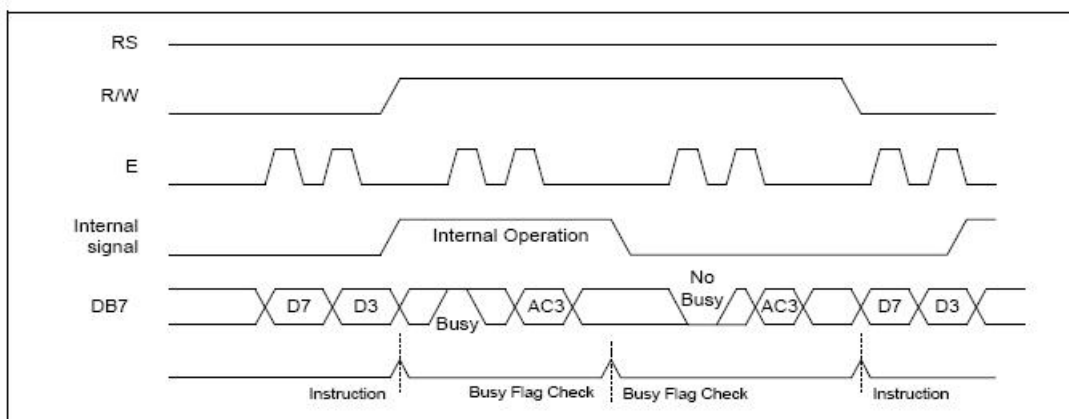 RS
R/W
E
Internal
signal
Internal Operation
DB7
D7
D3
Busy
AC3
No
Busy
AC3
D7
D3
Instruction
Busy Flag Check
Busy Flag Check
Instruction